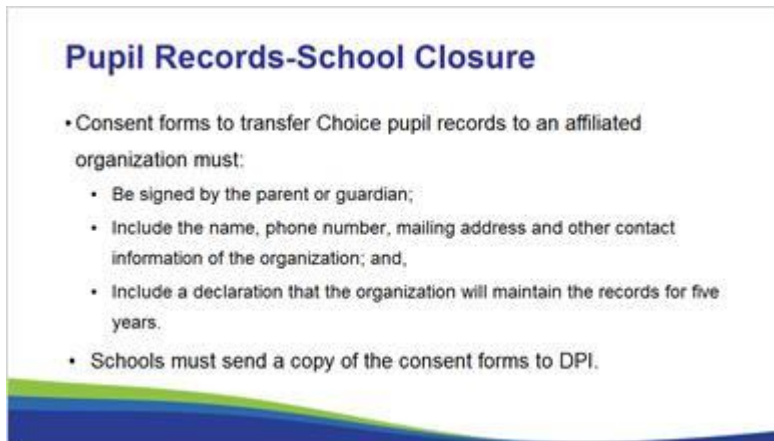 Pupil Records-School Closure
• Consent forms to transfer Choice pupil records to an affiliated
organization must:
• Be signed by the parent or guardian;
• Include the name, phone number, mailing address and other contact
information of the organization; and,
• Include a declaration that the organization will maintain the records for five
years.
• Schools must send a copy of the consent forms to DPI.